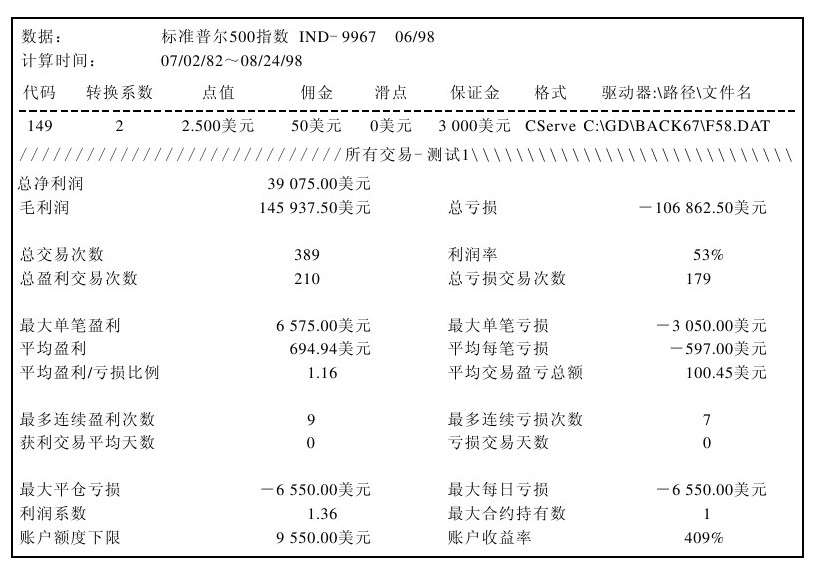 数据： 标准普尔500指数 IND-9967 06/98
计算时间： 07/02/82～08/24/98
代码 转换系数 点值 佣金 滑点 保证金 格式 驱动器:\路径\文件名
149 2 2.500美元 50美元 0美元 3 000美元 CServe C:\GD\BACK67\F58.DAT
/////////////////////////////所有交易-测试1\\\\\\\\\\\\\\\\\\\\\\\\\\\\\
总净利润 39 075.00美元
毛利润 145 937.50美元 总亏损 －106 862.50美元
总交易次数 389 利润率 53%
总盈利交易次数 210 总亏损交易次数 179
最大单笔盈利 6 575.00美元 最大单笔亏损 －3 050.00美元
平均盈利 694.94美元 平均每笔亏损 －597.00美元
平均盈利/亏损比例 1.16 平均交易盈亏总额 100.45美元
最多连续盈利次数 9 最多连续亏损次数 7
获利交易平均天数 0 亏损交易天数 0
最大平仓亏损 －6 550.00美元 最大每日亏损 －6 550.00美元
利润系数 1.36 最大合约持有数 1
账户额度下限 9 550.00美元 账户收益率 409%